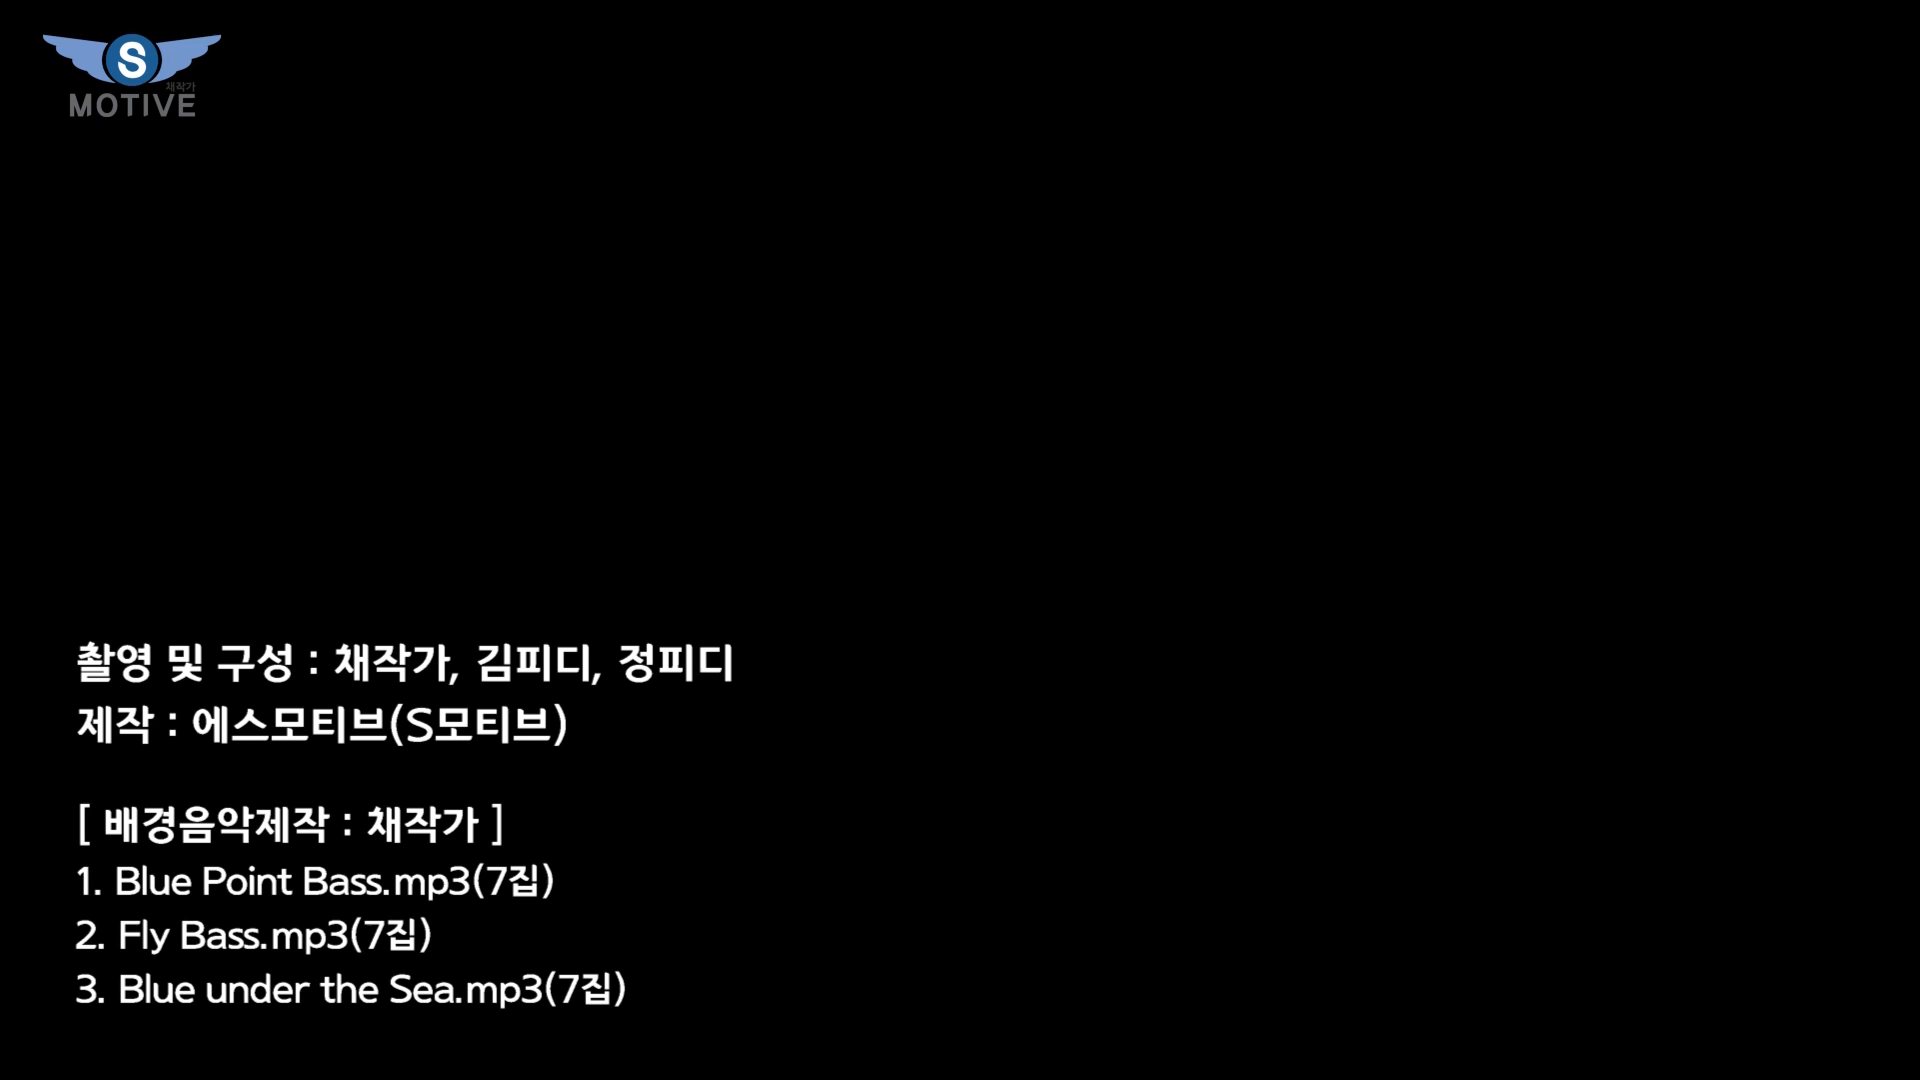 S
채작가
MOTIVE
촬영 및 구성 : 채작가, 김피디, 정피디
제작 : 에스모티브(S모티브)
[ 배경음악제작 : 채작가 ]
1. Blue Point Bass.mp3(7집)
2. Fly Bass.mp3(7집)
3. Blue under the Sea.mp3(7집)